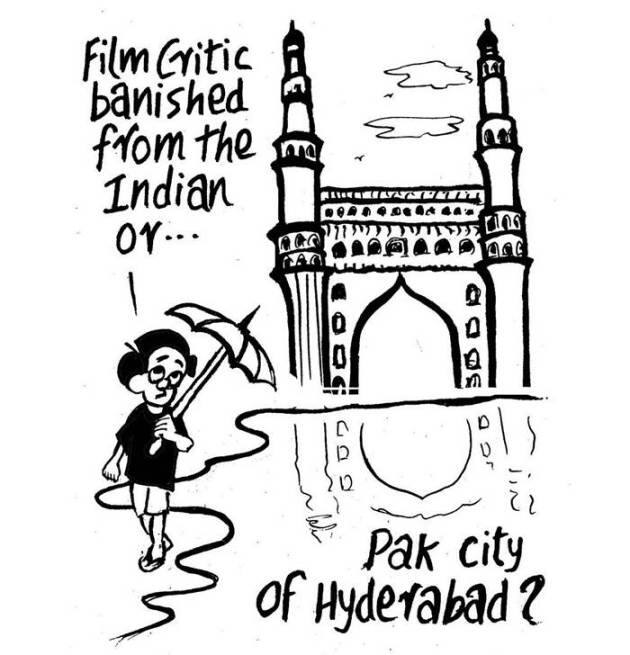 Film Critic
banished
from the
Indian
or...
Pak city
of Hyderabad?